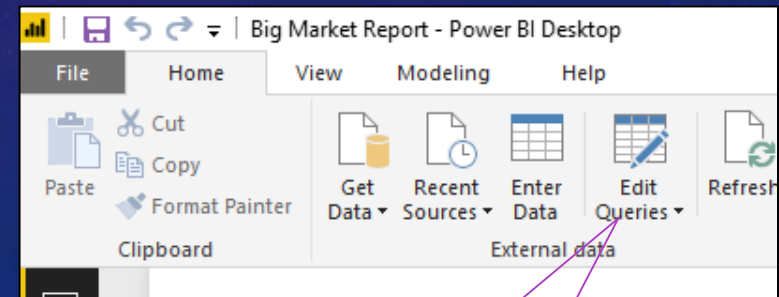 Big Market Report - Power BI Desktop
File Home View Modeling Help
Cut
Copy
Format Painter
Paste
Get Data
Recent Sources
Enter Data
Edit Queries
Refresh
Clipboard
External data